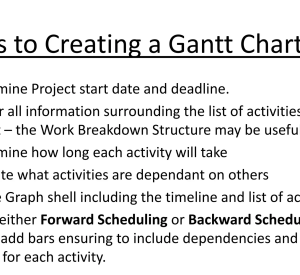 s to Creating a Gantt Chart
mine Project start date and deadline.
r all information surrounding the list of activities
– the Work Breakdown Structure may be usefu
mine how long each activity will take
te what activities are dependant on others
e Graph shell including the timeline and list of ac
either Forward Scheduling or Backward Schedu
add bars ensuring to include dependencies and
for each activity.